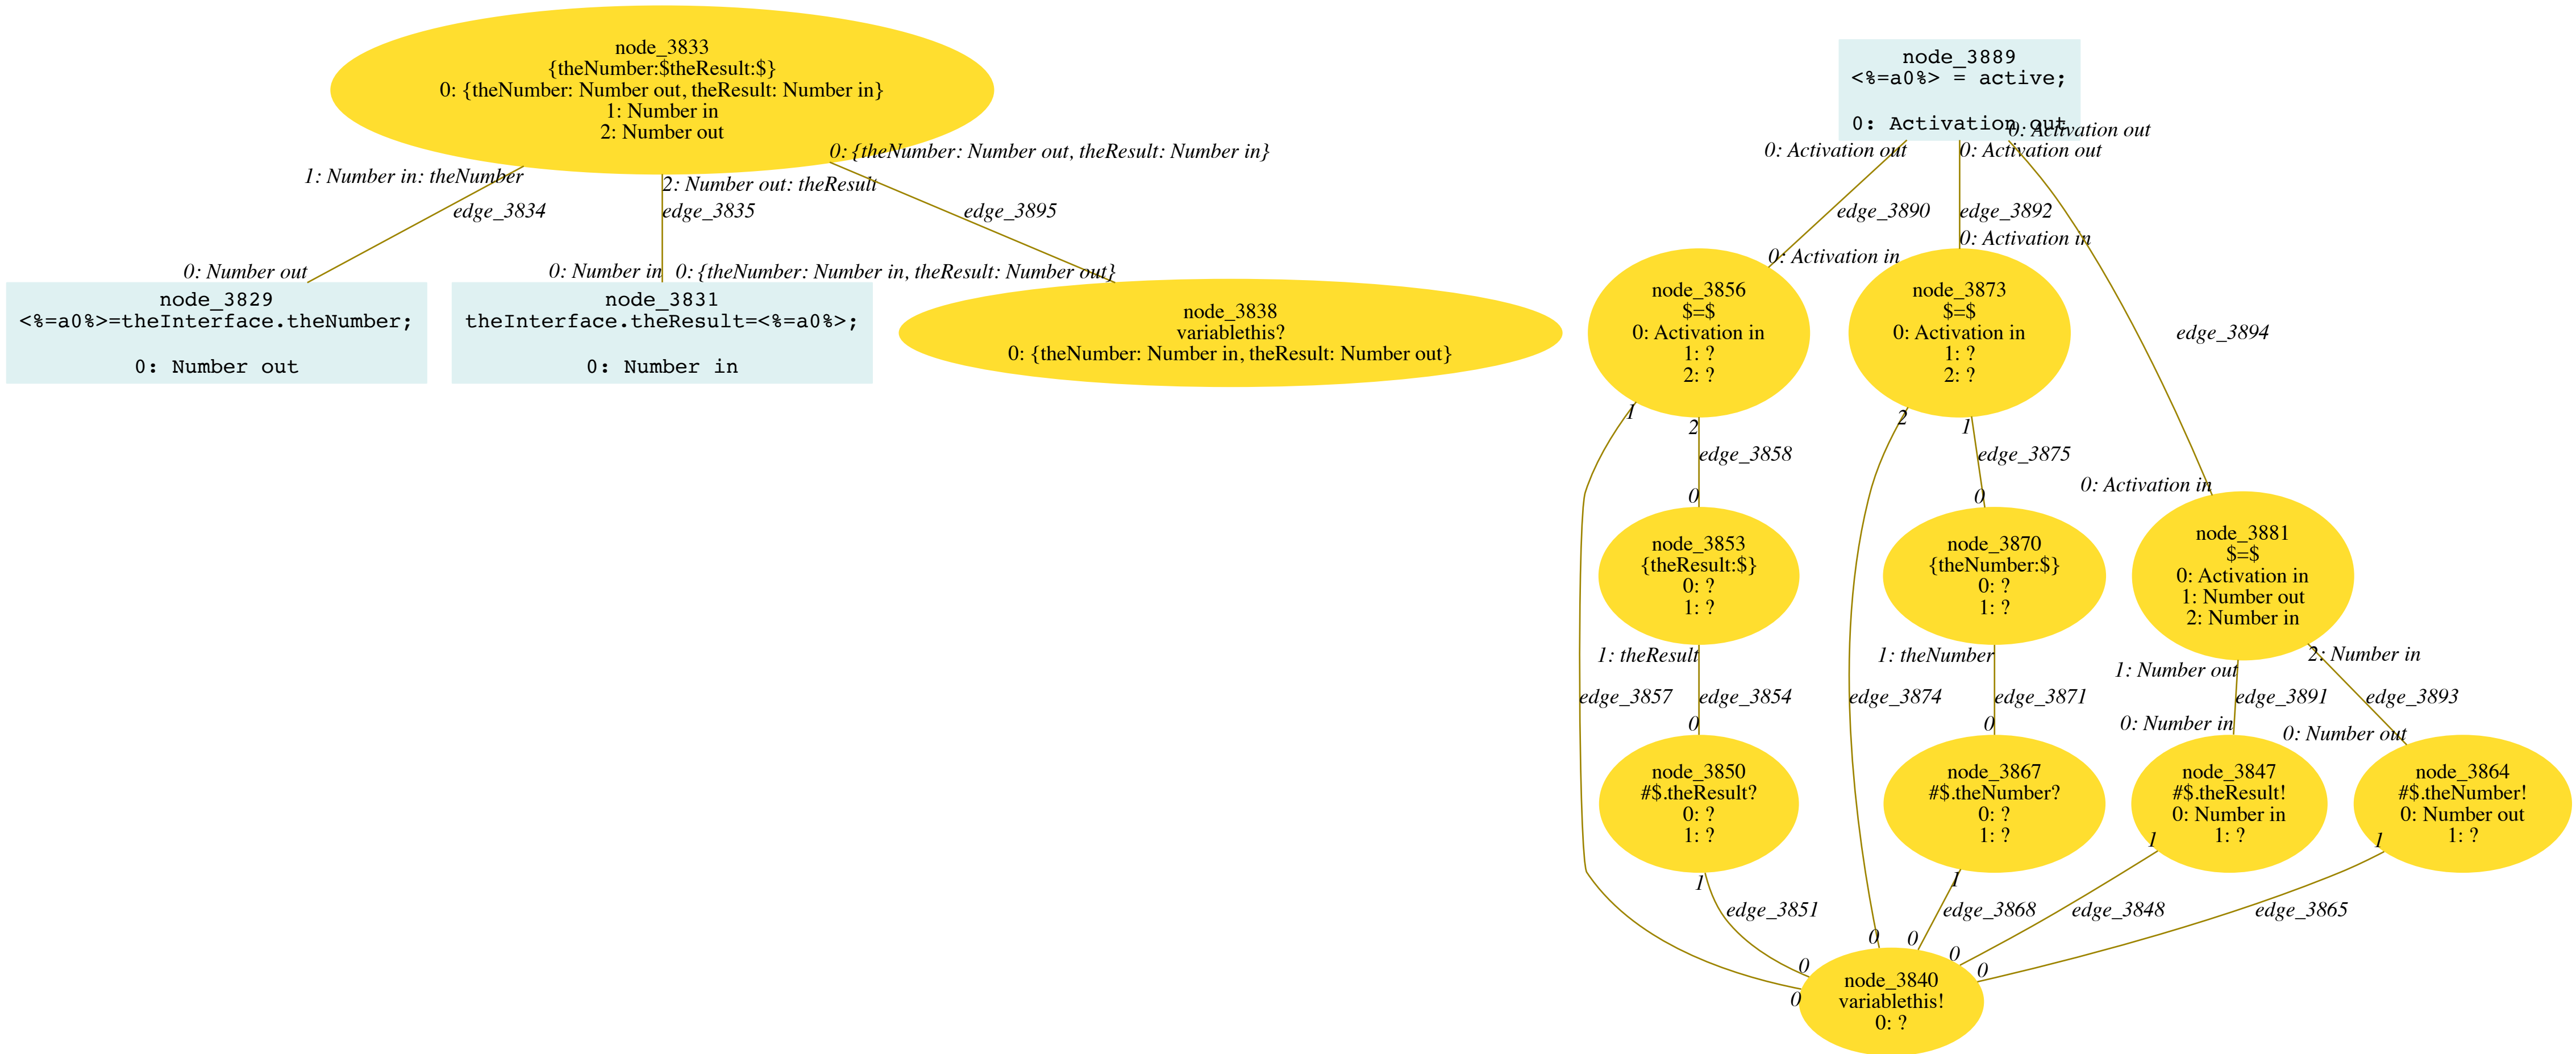 node_3833
{theNumber:$theResult:$}
0: {theNumber: Number out, theResult: Number in}
1: Number in
2: Number out
0: {theNumber: Number out, theResult: Number in}
1: Number in: theNumber
2: Number out: theResult
edge_3834
edge_3835
edge_3895
0: Number out
0: Number in
0: {theNumber: Number in, theResult: Number out}
node_3829
<%=a0%>=theInterface.theNumber;
0: Number out
node_3831
theInterface.theResult=<%=a0%>;
0: Number in
node_3838
variablethis?
0: {theNumber: Number in, theResult: Number out}
node_3889
<%=a0%> = active;
0: Activation out
0: Activation out
0: Activation out
0: Activation out
edge_3890
edge_3892
edge_3894
0: Activation in
0: Activation in
0: Activation in
node_3856
$=$
0: Activation in
1: ?
2: ?
node_3873
$=$
0: Activation in
1: ?
2: ?
1
2
2
1
edge_3858
edge_3875
0
0
node_3853
{theResult:$}
0: ?
1: ?
node_3870
{theNumber:$}
0: ?
1: ?
node_3881
$=$
0: Activation in
1: Number out
2: Number in
1: theResult
1: theNumber
1: Number out
2: Number in
edge_3857
edge_3854
edge_3874
edge_3871
edge_3891
edge_3893
0
0
0: Number in
0: Number out
node_3850
#$.theResult?
0: ?
1: ?
node_3867
#$.theNumber?
0: ?
1: ?
node_3847
#$.theResult!
0: Number in
1: ?
node_3864
#$.theNumber!
0: Number out
1: ?
1
1
1
1
edge_3851
edge_3868
edge_3848
edge_3865
0
0
0
0
0
0
node_3840
variablethis!
0: ?